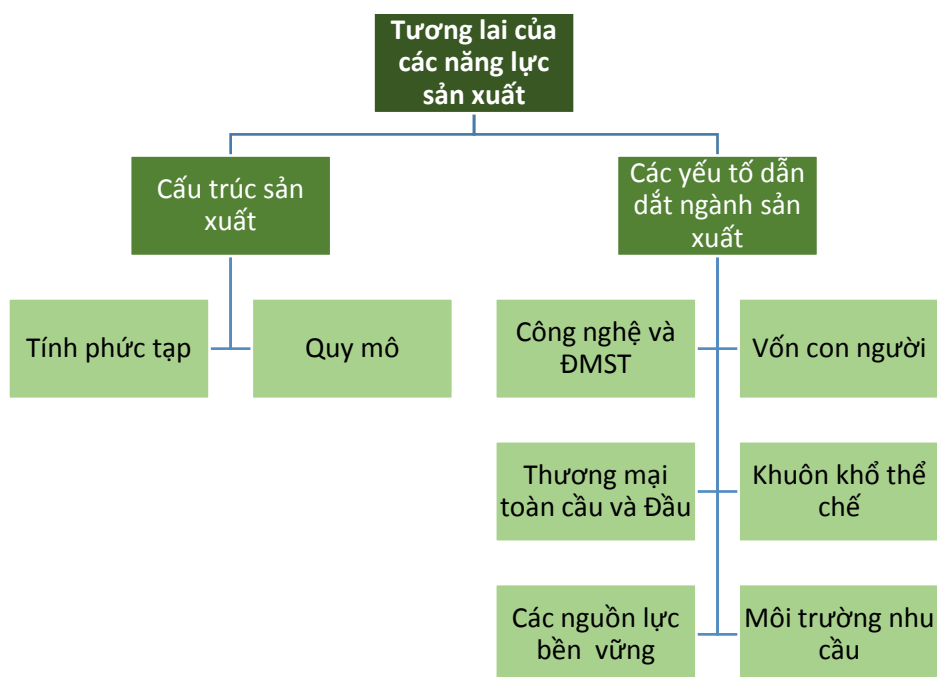 Tương lai của
các năng lực
sản xuất
Cấu trúc sản
xuất
Các yếu tố dẫn
dắt ngành sản
xuất
Tính phức tạp
Quy mô
Công nghệ và
ĐMST
Vốn con người
Thương mại
toàn cầu và Đầu
Khuôn khổ thể
chế
Các nguồn lực
bền vững
Môi trường nhu
cầu